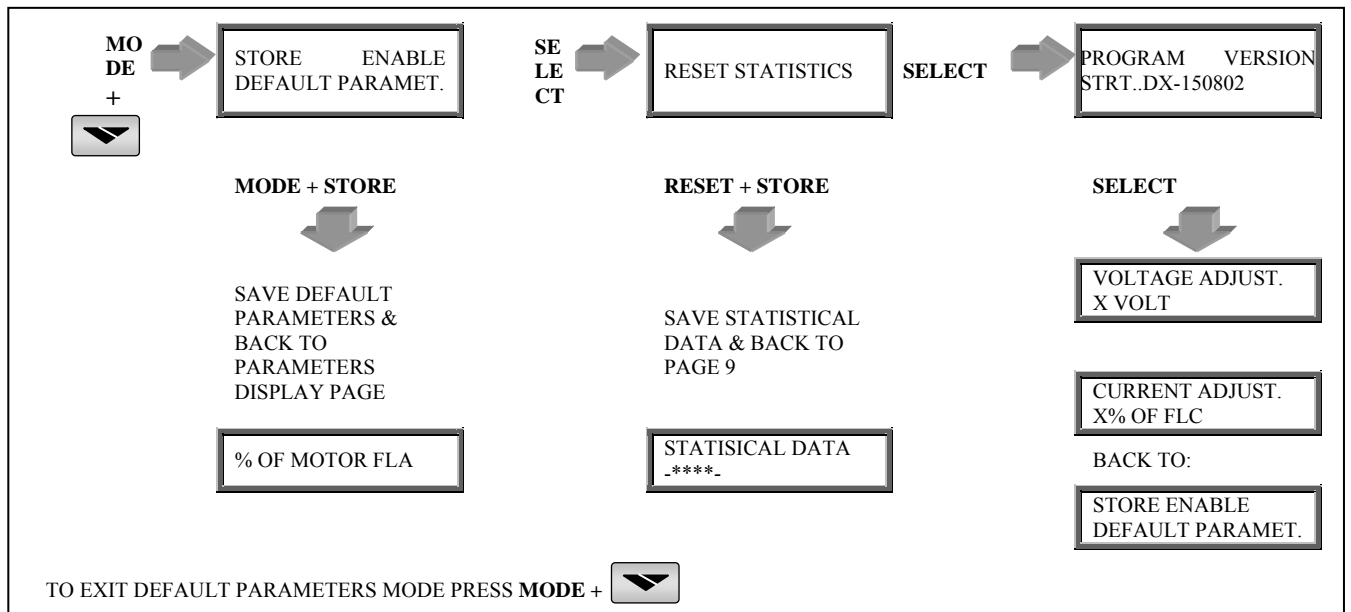 MO
DE
+
STORE ENABLE
DEFAULT PARAMET.
SE
LE
CT
RESET STATISTICS
SELECT
PROGRAM VERSION
STRT..DX-150802
MODE + STORE
SAVE DEFAULT
PARAMETERS &
BACK TO
PARAMETERS
DISPLAY PAGE
% OF MOTOR FLA
RESET + STORE
SAVE STATISTICAL
DATA & BACK TO
PAGE 9
STATISICAL DATA
-****-
SELECT
VOLTAGE ADJUST.
X VOLT
CURRENT ADJUST.
X% OF FLC
BACK TO:
STORE ENABLE
DEFAULT PARAMET.
TO EXIT DEFAULT PARAMETERS MODE PRESS MODE +